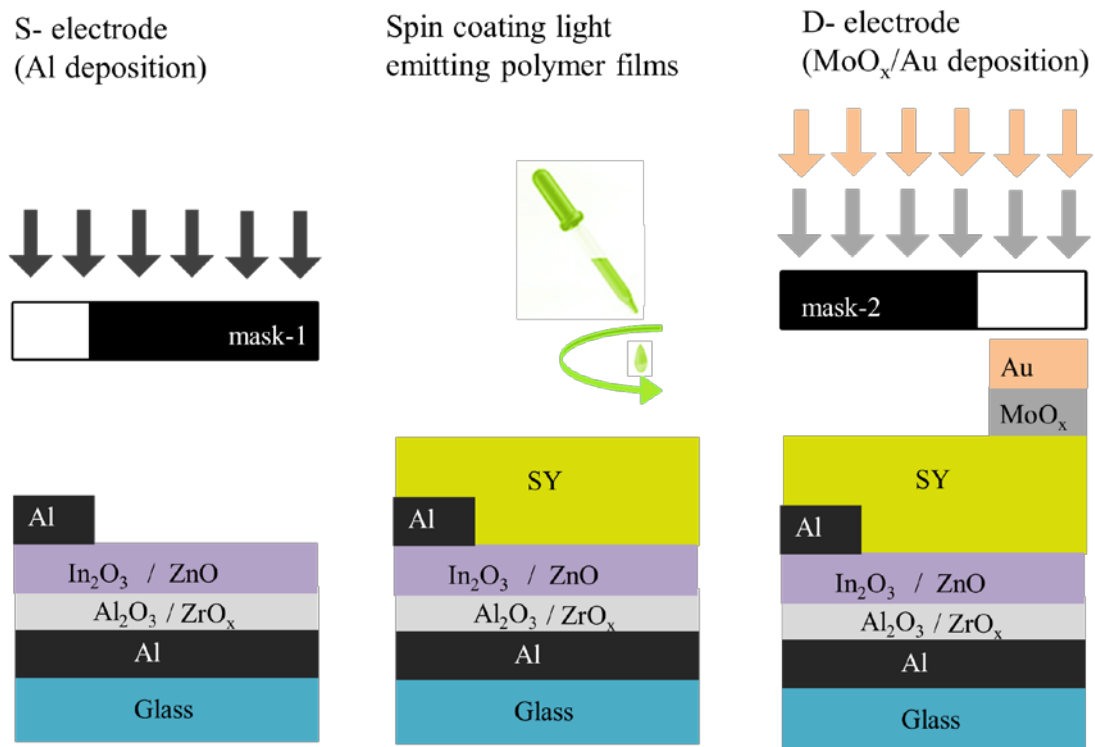 S- electrode
(Al deposition)
mask-1
Al
In₂O₃ / ZnO
Al₂O₃ / ZrOₓ
Al
Glass
Spin coating light
emitting polymer films
SY
Al
In₂O₃ / ZnO
Al₂O₃ / ZrOₓ
Al
Glass
D- electrode
(MoOₓ/Au deposition)
mask-2
Au
MoOₓ
SY
Al
In₂O₃ / ZnO
Al₂O₃ / ZrOₓ
Al
Glass